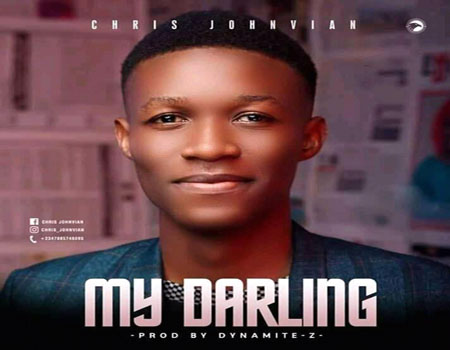 CHRIS JOHNVIAN
CHRIS JOHNVIAN
CHRIS_JOHNVIAN
MY DARLING
-PROD BY DYNAMITE-Z-